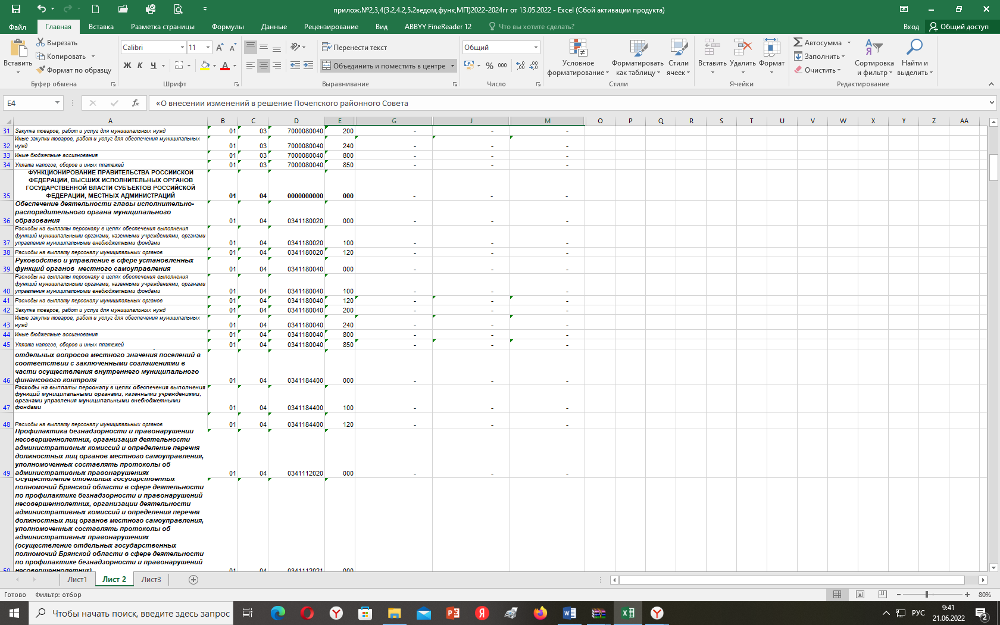 прилож.№2,3,4(3.2,4.2,5.2ведом,функ,МП)2022-2024гг от 13.05.2022 - Excel (Сбой активации продукта)
Файл Главная Вставка Разметка страницы Формулы Данные Рецензирование Вид ABBYY FineReader 12 Что вы хотите сделать? Вход Общий доступ
Вставить
Вырезать
Копировать
Формат по образцу
Буфер обмена
Calibri 11
Ж К Ч
Шрифт
Перенести текст
Объединить и поместить в центре
Выравнивание
Общий
% 000
Число
Условное форматирование
Форматировать как таблицу
Стили ячеек
Стили
Вставить Удалить Формат
Ячейки
Автосумма
Заполнить
Очистить
Сортировка и фильтр
Найти и выделить
Редактирование
E4 fx «О внесении изменений в решение Почепского районного Совета
A B C D E G J M O P Q R S T U V W X Y Z AA
31 Закупка товаров, работ и услуг для муниципальных нужд 01 03 7000080040 200 - - -
Иные закупки товаров, работ и услуг для обеспечения муниципальных
32 нужд 01 03 7000080040 240 - - -
33 Иные бюджетные ассигнования 01 03 7000080040 800 - - -
34 Уплата налогов, сборов и иных платежей 01 03 7000080040 850 - - -
ФУНКЦИОНИРОВАНИЕ ПРАВИТЕЛЬСТВА РОССИЙСКОЙ
ФЕДЕРАЦИИ, ВЫСШИХ ИСПОЛНИТЕЛЬНЫХ ОРГАНОВ
ГОСУДАРСТВЕННОЙ ВЛАСТИ СУБЪЕКТОВ РОССИЙСКОЙ
35 ФЕДЕРАЦИИ, МЕСТНЫХ АДМИНИСТРАЦИЙ 01 04 0000000000 000 - - -
Обеспечение деятельности главы исполнительно-
распорядительного органа муниципального
36 образования 01 04 0341180020 000 - - -
Расходы на выплаты персоналу в целях обеспечения выполнения
функций муниципальными органами, казенными учреждениями, органами
37 управления муниципальными внебюджетными фондами 01 04 0341180020 100 - - -
38 Расходы на выплату персоналу муниципальных органов 01 04 0341180020 120 - - -
Руководство и управление в сфере установленных
39 функций органов местного самоуправления 01 04 0341180040 000 - - -
Расходы на выплаты персоналу в целях обеспечения выполнения
функций муниципальными органами, казенными учреждениями, органами
40 управления муниципальными внебюджетными фондами 01 04 0341180040 100 - - -
41 Расходы на выплату персоналу муниципальных органов 01 04 0341180040 120 - - -
42 Закупка товаров, работ и услуг для муниципальных нужд 01 04 0341180040 200 - - -
Иные закупки товаров, работ и услуг для обеспечения муниципальных
43 нужд 01 04 0341180040 240 - - -
44 Иные бюджетные ассигнования 01 04 0341180040 800 - - -
45 Уплата налогов, сборов и иных платежей 01 04 0341180040 850 - - -
отдельных вопросов местного значения поселений в
соответствии с заключенными соглашениями в
части осуществления внутреннего муниципального
46 финансового контроля 01 04 0341184400 000 - - -
Расходы на выплаты персоналу в целях обеспечения выполнения
функций муниципальными органами, казенными учреждениями,
органами управления муниципальными внебюджетными
47 фондами 01 04 0341184400 100 - - -
48 Расходы на выплату персоналу муниципальных органов 01 04 0341184400 120 - - -
Профилактика безнадзорности и правонарушений
несовершеннолетних, организация деятельности
административных комиссий и определение перечня
должностных лиц органов местного самоуправления,
уполномоченных составлять протоколы об
49 административных правонарушениях 01 04 0341112020 000 - - -
Осуществление отдельных государственных
полномочий Брянской области в сфере деятельности
по профилактике безнадзорности и правонарушений
несовершеннолетних, организации деятельности
административных комиссий и определения перечня
должностных лиц органов местного самоуправления,
уполномоченных составлять протоколы об
административных правонарушениях
(осуществление отдельных государственных
полномочий Брянской области в сфере деятельности
по профилактике безнадзорности и правонарушений
50 несовершеннолетних) 01 04 0341112021 000
Лист1 Лист 2 Лист3
Готово Фильтр: отбор 80%
Чтобы начать поиск, введите здесь запрос
РУС 9:41
21.06.2022 2